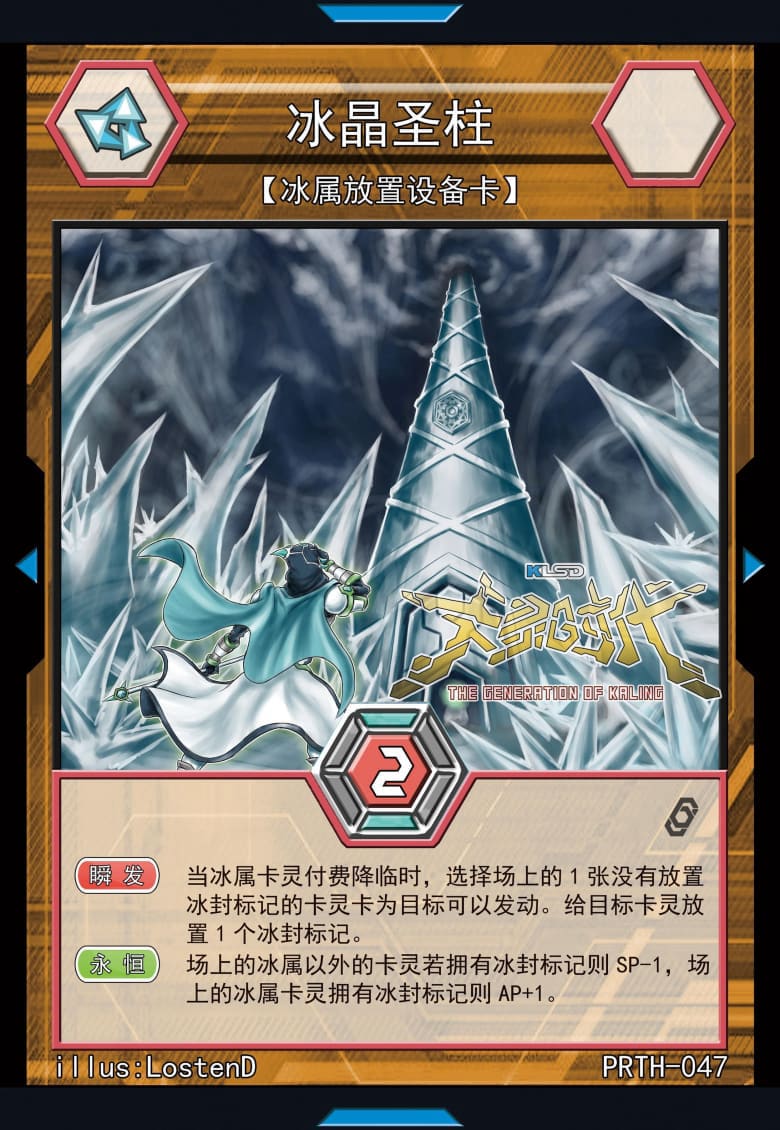 冰晶圣柱
【冰属放置设备卡】
KLSD
卡灵时代
THE GENERATION OF KALING
2
瞬发 当冰属卡灵付费降临时，选择场上的1张没有放置
冰封标记的卡灵卡为目标可以发动。给目标卡灵放
置1个冰封标记。
永恒 场上的冰属以外的卡灵若拥有冰封标记则SP-1，场
上的冰属卡灵拥有冰封标记则AP+1。
illus:LostenD
PRTH-047